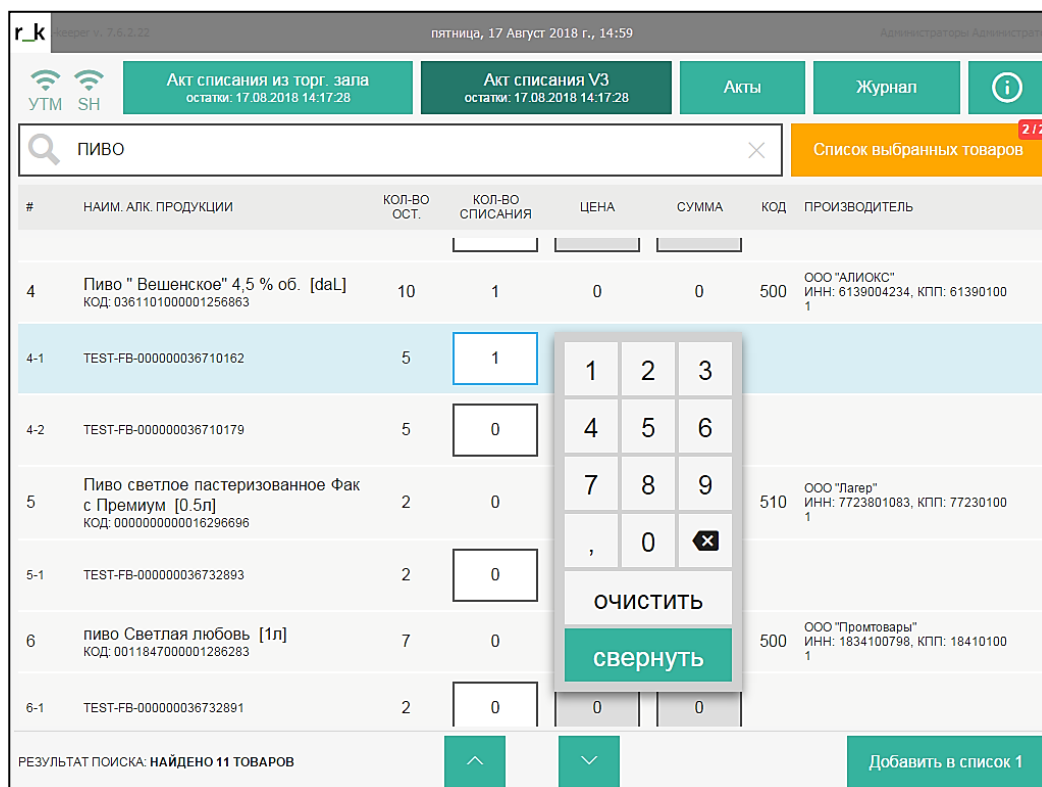 r_k
Rkeeper v. 7.6.2.22 пятница, 17 Август 2018 г., 14:59 Администраторы Администрат
УТМ SH
Акт списания из торг. зала
остатки: 17.08.2018 14:17:28
Акт списания V3
остатки: 17.08.2018 14:17:28
Акты
Журнал
ПИВО
Список выбранных товаров
2 / 2
# НАИМ. АЛК. ПРОДУКЦИИ КОЛ-ВО ОСТ. КОЛ-ВО СПИСАНИЯ ЦЕНА СУММА КОД ПРОИЗВОДИТЕЛЬ
4 Пиво " Вешенское" 4,5 % об. [daL] 10 1 0 0 500 ООО "АЛИОКС"
КОД: 0361101000001256863 ИНН: 6139004234, КПП: 61390100
1
4-1 TEST-FB-000000036710162 5 1
4-2 TEST-FB-000000036710179 5 0
Пиво светлое пастеризованное Фак
5 с Премиум [0.5л] 2 0 510 ООО "Лагер"
КОД: 0000000000016296696 ИНН: 7723801083, КПП: 77230100
1
5-1 TEST-FB-000000036732893 2 0
6 пиво Светлая любовь [1л] 7 0 500 ООО "Промтовары"
КОД: 0011847000001286283 ИНН: 1834100798, КПП: 18410100
1
6-1 TEST-FB-000000036732891 2 0 0 0
1 2 3
4 5 6
7 8 9
, 0
ОЧИСТИТЬ
свернуть
РЕЗУЛЬТАТ ПОИСКА: НАЙДЕНО 11 ТОВАРОВ
Добавить в список 1